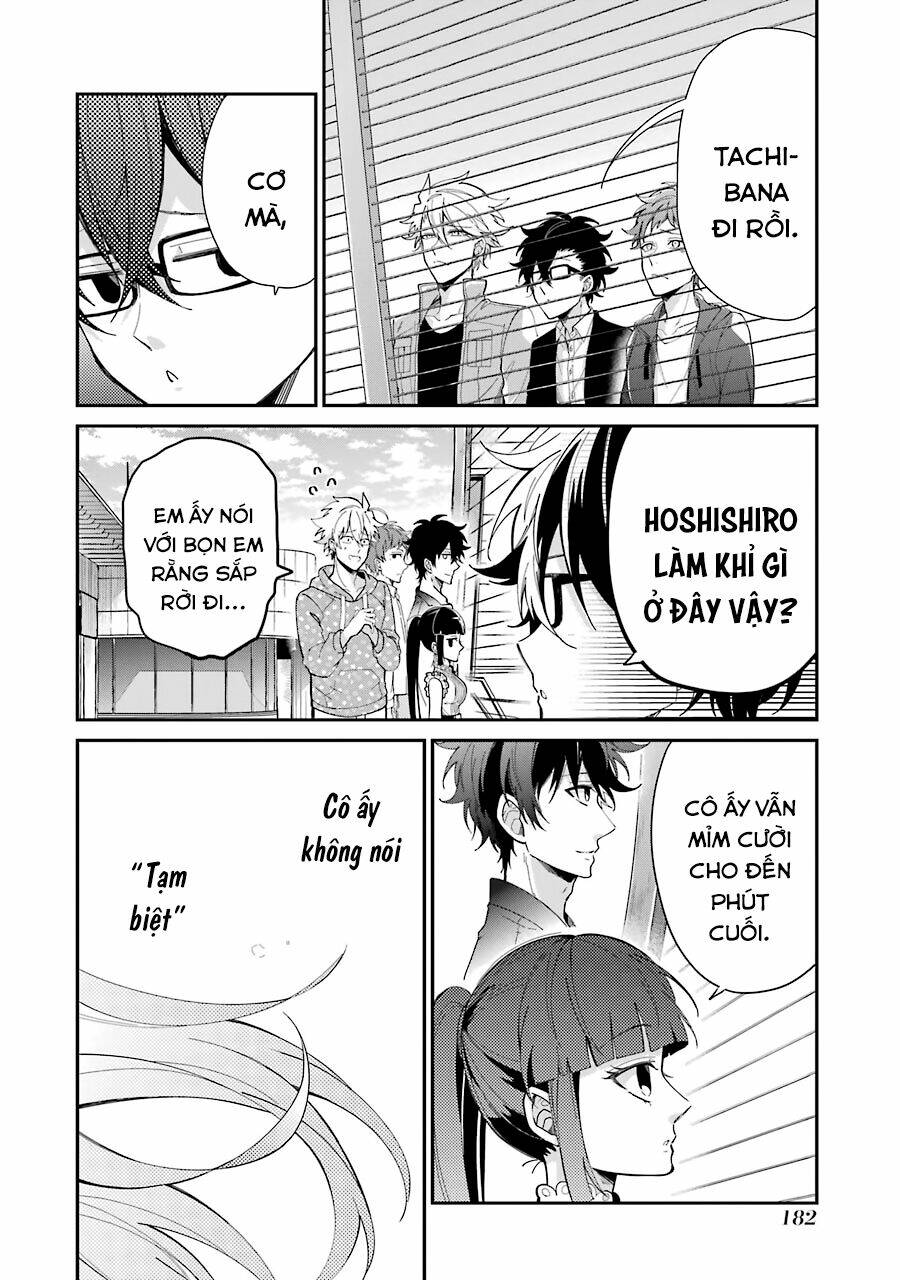 TACHI-
BANA
ĐI RỒI.
CƠ
MÀ,
HOSHISHIRO
LÀM KHỈ GÌ
Ở ĐÂY VẬY?
EM ẤY NÓI
VỚI BỌN EM
RẰNG SẮP
RỜI ĐI...
CÔ ẤY VẪN
MỈM CƯỜI
CHO ĐẾN
PHÚT
CUỐI.
Cô ấy
không nói
“Tạm
biệt”
182